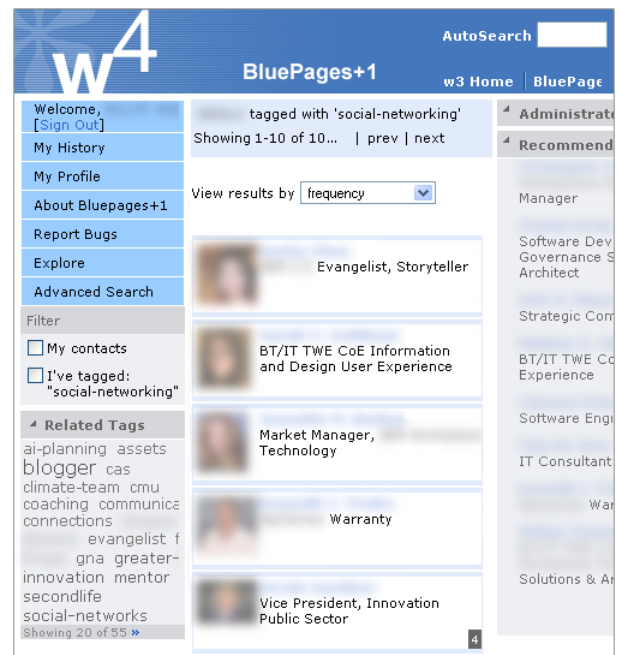 w4
AutoSearch
BluePages+1
w3 Home | BluePage
Welcome,
[Sign Out]
My History
My Profile
About Bluepages+1
Report Bugs
Explore
Advanced Search
Filter
My contacts
I've tagged:
"social-networking"
Related Tags
ai-planning assets
blogger cas
climate-team cmu
coaching communica
connections
evangelist f
gna greater-
innovation mentor
secondlife
social-networks
Showing 20 of 55 »
tagged with 'social-networking'
Showing 1-10 of 10... | prev | next
View results by frequency
Evangelist, Storyteller
BT/IT TWE CoE Information
and Design User Experience
Market Manager,
Technology
Warranty
Vice President, Innovation
Public Sector
4
Administrat
Recommend
Manager
Software Dev
Governance S
Architect
Strategic Com
BT/IT TWE Co
Experience
Software Engi
IT Consultant
War
Solutions & Ar